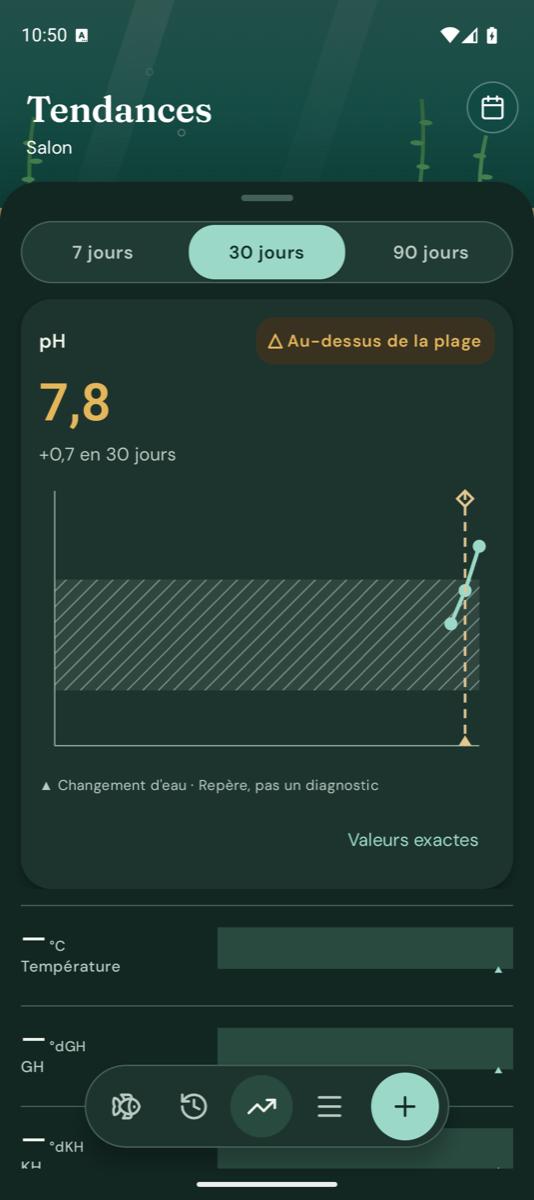 10:50
Tendances
Salon
7 jours
30 jours
90 jours
pH
Au-dessus de la plage
7,8
+0,7 en 30 jours
▲ Changement d'eau · Repère, pas un diagnostic
Valeurs exactes
— °C
Température
— °dGH
GH
— °dKH
KH